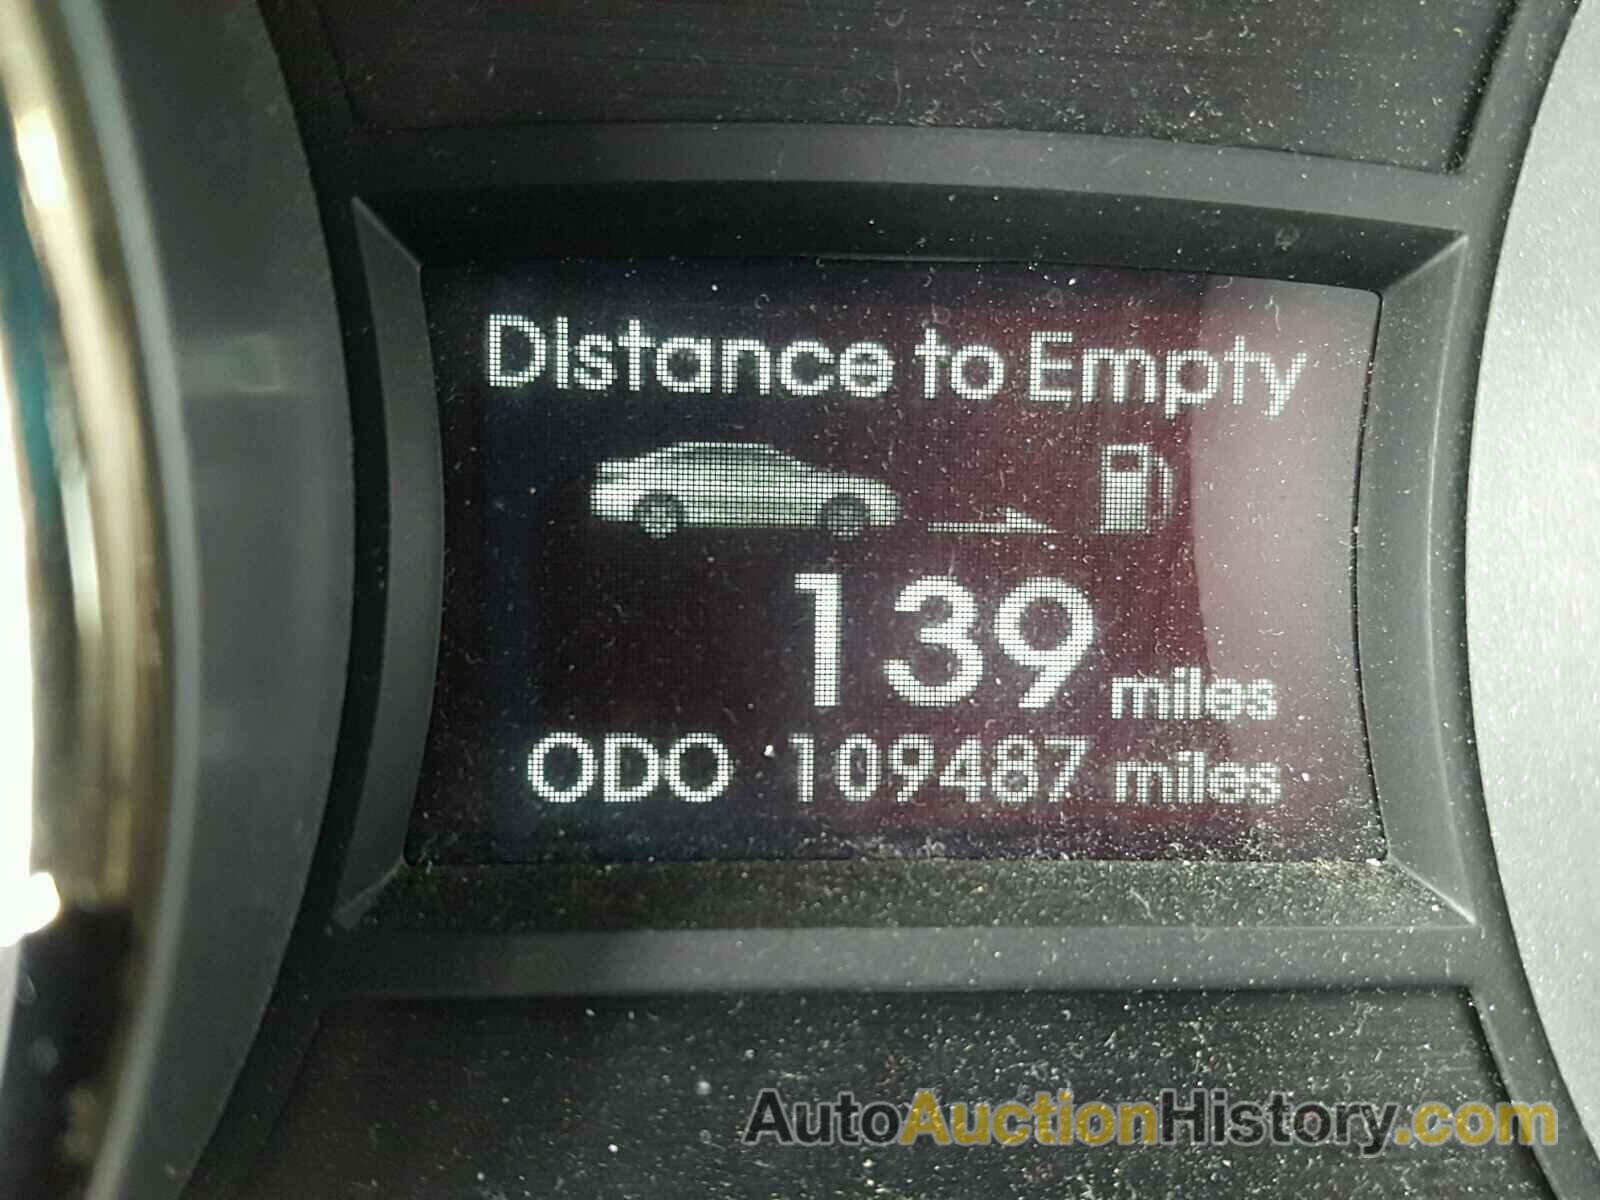 Distance to Empty
139 miles
ODO 109487 miles
AutoAuctionHistory.com